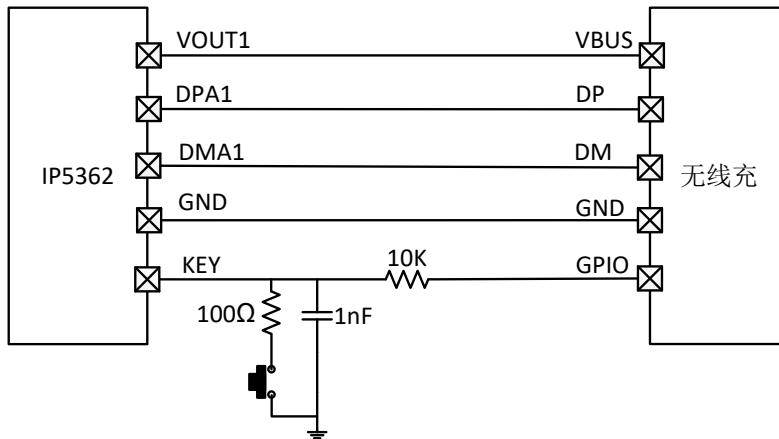 VOUT1 VBUS
DPA1 DP
DMA1 DM
IP5362 无线充
GND GND
KEY 10K GPIO
100Ω 1nF